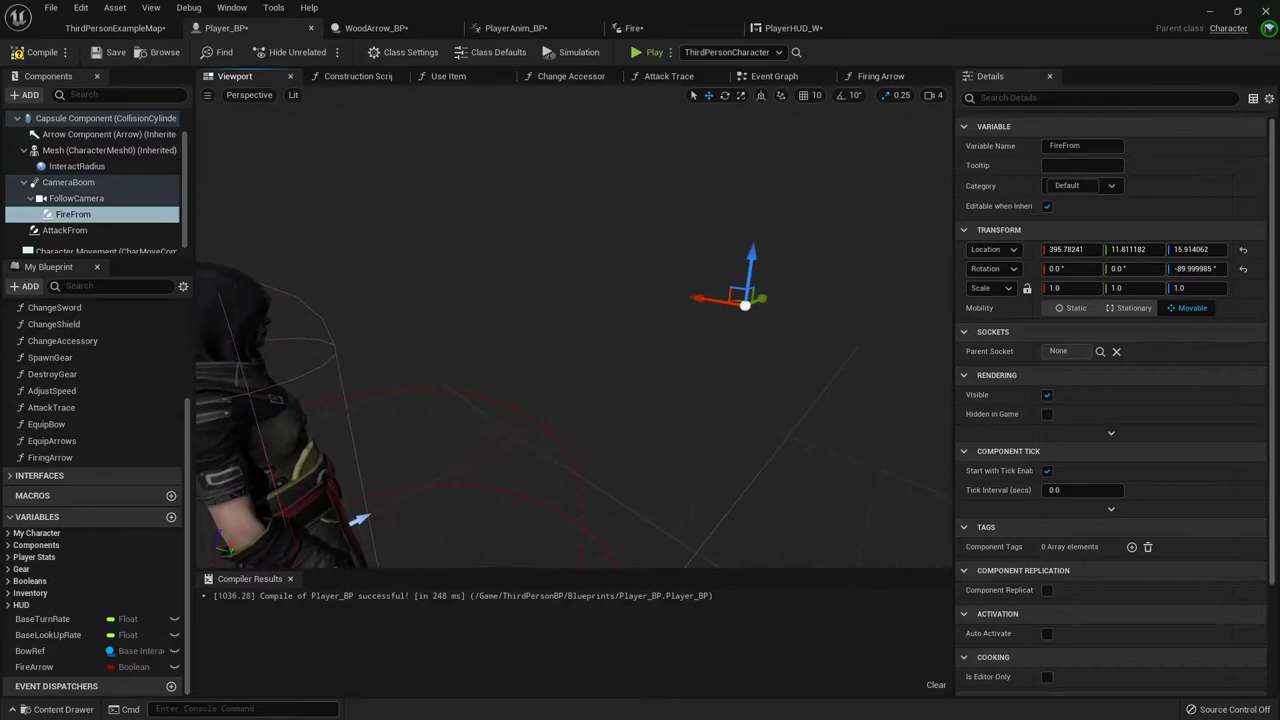 File Edit Asset View Debug Window Tools Help
Parent class: Character
ThirdPersonExampleMap*
Player_BP*
WoodArrow_BP*
PlayerAnim_BP*
Fire*
PlayerHUD_W*
Compile Save Browse Find Hide Unrelated Class Settings Class Defaults Simulation Play ThirdPersonCharacter
Components
ADD Search
Capsule Component (CollisionCylinde
Arrow Component (Arrow) (Inherite
Mesh (CharacterMesh0) (Inherited)
InteractRadius
CameraBoom
FollowCamera
FireFrom
AttackFrom
Character Movement (CharMoveCom
My Blueprint
ADD Search
ChangeSword
ChangeShield
ChangeAccessory
SpawnGear
DestroyGear
AdjustSpeed
AttackTrace
EquipBow
EquipArrows
FiringArrow
INTERFACES
MACROS
VARIABLES
My Character
Components
Player Stats
Gear
Booleans
Inventory
HUD
BaseTurnRate Float
BaseLookUpRate Float
BowRef Base Intera
FireArrow Boolean
EVENT DISPATCHERS
Viewport Construction Scrip Use Item Change Accessor Attack Trace Event Graph Firing Arrow
Perspective Lit 10 10° 0.25 4
Compiler Results
[1036.28] Compile of Player_BP successful! [in 248 ms] (/Game/ThirdPersonBP/Blueprints/Player_BP.Player_BP)
Clear
Details
Search Details
VARIABLE
Variable Name FireFrom
Tooltip
Category Default
Editable when Inheri
TRANSFORM
Location 395.78241 11.811182 15.914062
Rotation 0.0 ° 0.0 ° -89.999985 °
Scale 1.0 1.0 1.0
Mobility Static Stationary Movable
SOCKETS
Parent Socket None
RENDERING
Visible
Hidden in Game
COMPONENT TICK
Start with Tick Enab
Tick Interval (secs) 0.0
TAGS
Component Tags 0 Array elements
COMPONENT REPLICATION
Component Replicat
ACTIVATION
Auto Activate
COOKING
Is Editor Only
Content Drawer Cmd Enter Console Command Source Control Off